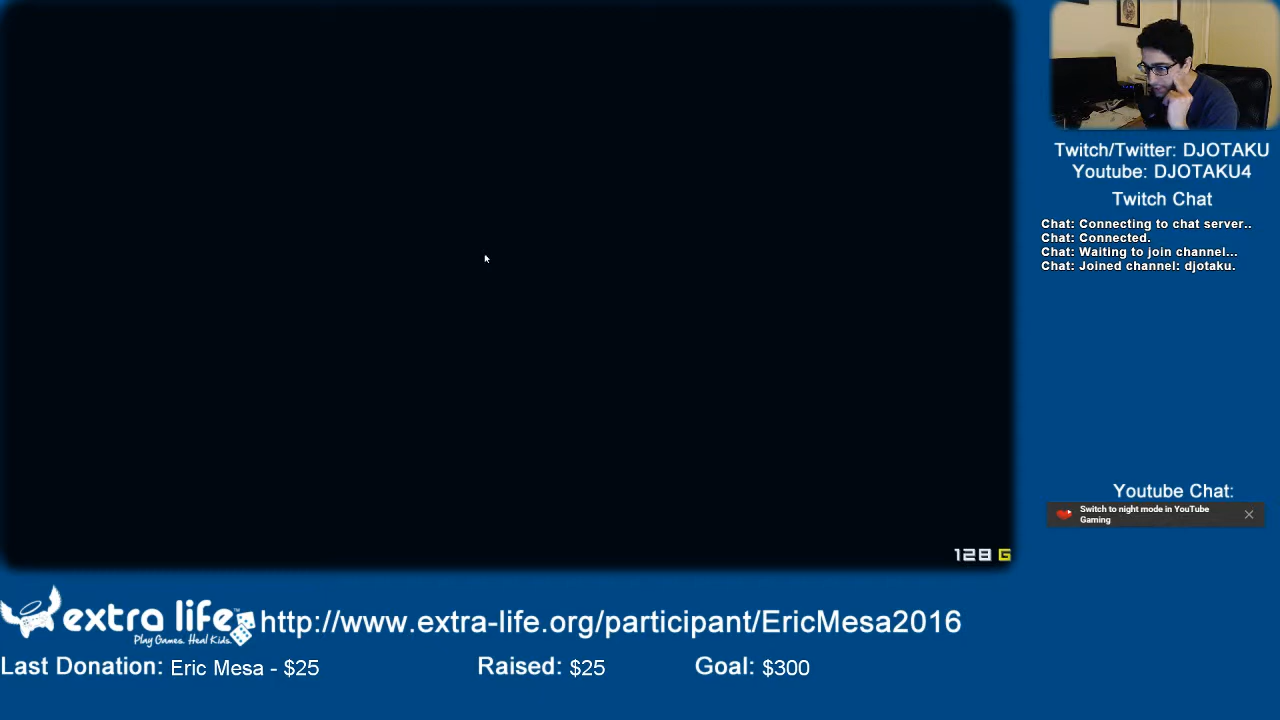 Twitch/Twitter: DJOTAKU
Youtube: DJOTAKU4
Twitch Chat
Chat: Connecting to chat server..
Chat: Connected.
Chat: Waiting to join channel...
Chat: Joined channel: djotaku.
Youtube Chat:
Switch to night mode in YouTube
Gaming
128 G
extra life
Play Games. Heal Kids.
http://www.extra-life.org/participant/EricMesa2016
Last Donation: Eric Mesa - $25
Raised: $25
Goal: $300